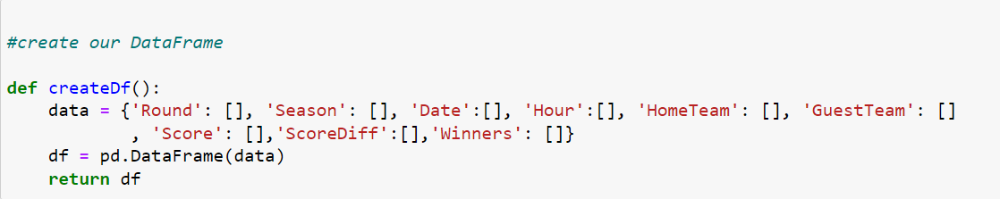 #create our DataFrame
def createDf():
    data = {'Round': [], 'Season': [], 'Date':[], 'Hour':[], 'HomeTeam': [], 'GuestTeam': []
            , 'Score': [],'ScoreDiff':[],'Winners': []}
    df = pd.DataFrame(data)
    return df